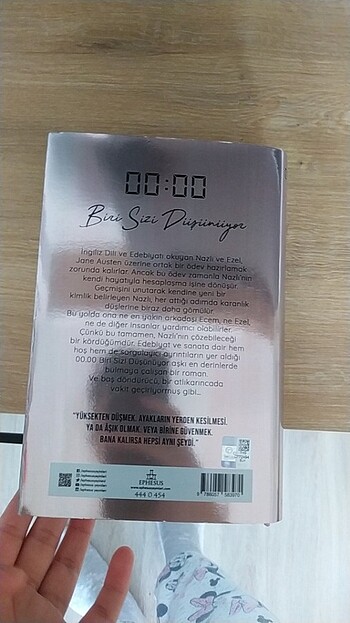 00:00
Biri Sizi Düşünüyor
İngiliz Dili ve Edebiyatı okuyan Nazlı ve Ezel,
Jane Austen üzerine ortak bir ödev hazırlamak
zorunda kalırlar. Ancak bu ödev zamanla Nazlı'nın
kendi hayatıyla hesaplaşma işine dönüşür.
Geçmişini unutarak kendine yeni bir
kimlik belirleyen Nazlı, her attığı adımda karanlık
düşlerine biraz daha gömülür.
Bu yolda ona ne en yakın arkadaşı Ecem, ne Ezel,
ne de diğer insanlar yardımcı olabilirler.
Çünkü bu tamamen, Nazlı'nın çözebileceği
bir kördüğümdür. Edebiyat ve sanata dair hem
hoş hem de sorgulayıcı ayrıntıların yer aldığı
00.00 Biri Sizi Düşünüyor aşkı en derinlerde
bulmaya çalışan bir roman.
Ve baş döndürücü, bir atlıkarıncada
vakit geçiriyormuş gibi...
"YÜKSEKTEN DÜŞMEK, AYAKLARIN YERDEN KESİLMESİ.
YA DA ÂŞIK OLMAK. VEYA BİRİNE GÜVENMEK.
BANA KALIRSA HEPSİ AYNI ŞEYDİ."
EPHESUS
www.ephesusyayinlari.com
444 0 454